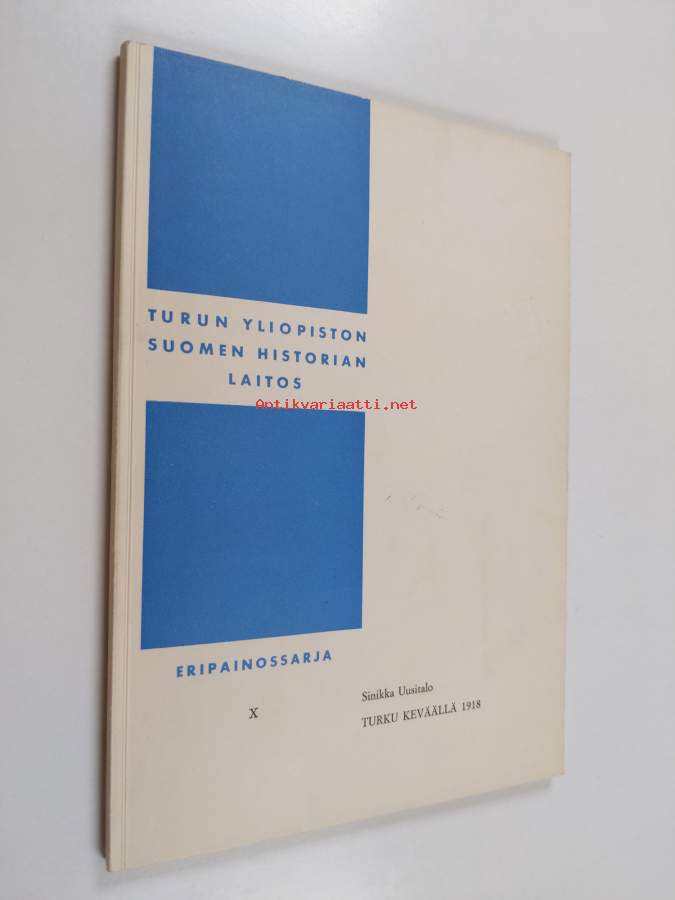 TURUN YLIOPISTON
SUOMEN HISTORIAN
LAITOS
Antikvariaatti.net
ERIPAINOSSARJA
X
Sinikka Uusitalo
TURKU KEVÄÄLLÄ 1918